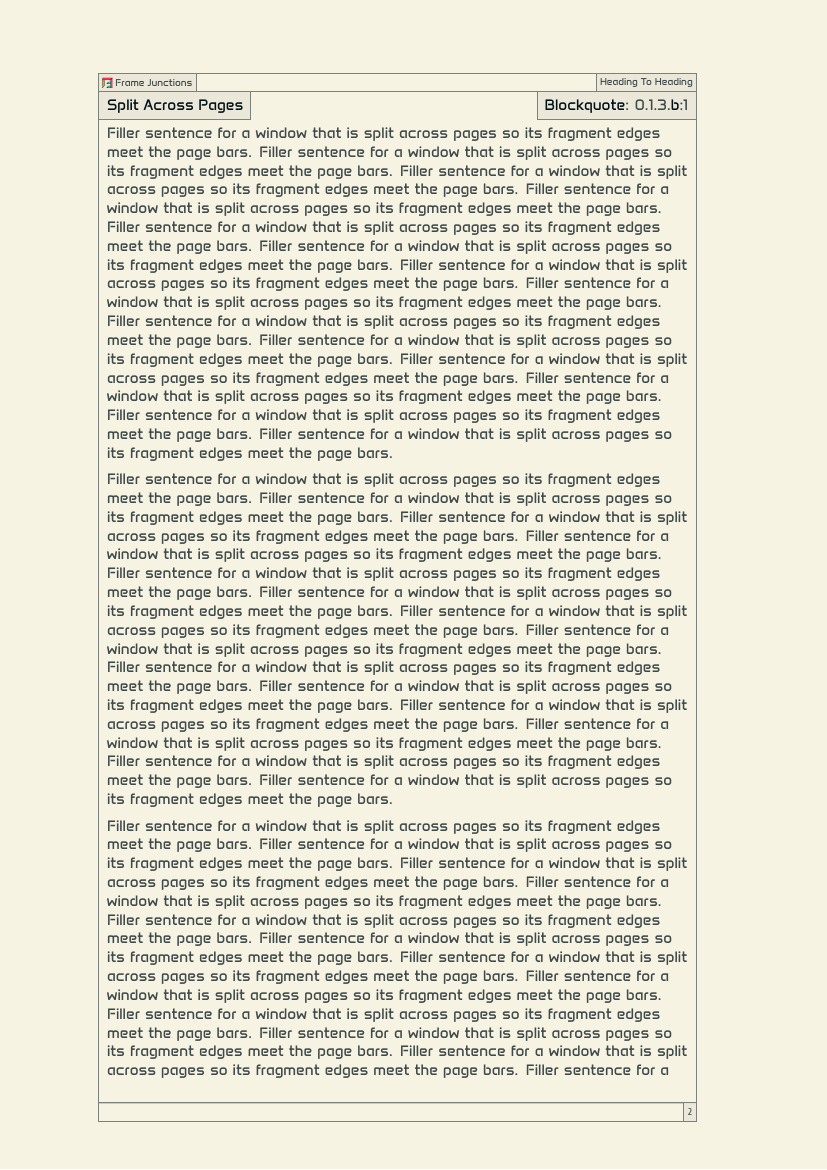 Frame Junctions
Heading To Heading
Split Across Pages
Blockquote: 0.1.3.b:1
Filler sentence for a window that is split across pages so its fragment edges
meet the page bars. Filler sentence for a window that is split across pages so
its fragment edges meet the page bars. Filler sentence for a window that is split
across pages so its fragment edges meet the page bars. Filler sentence for a
window that is split across pages so its fragment edges meet the page bars.
Filler sentence for a window that is split across pages so its fragment edges
meet the page bars. Filler sentence for a window that is split across pages so
its fragment edges meet the page bars. Filler sentence for a window that is split
across pages so its fragment edges meet the page bars. Filler sentence for a
window that is split across pages so its fragment edges meet the page bars.
Filler sentence for a window that is split across pages so its fragment edges
meet the page bars. Filler sentence for a window that is split across pages so
its fragment edges meet the page bars. Filler sentence for a window that is split
across pages so its fragment edges meet the page bars. Filler sentence for a
window that is split across pages so its fragment edges meet the page bars.
Filler sentence for a window that is split across pages so its fragment edges
meet the page bars. Filler sentence for a window that is split across pages so
its fragment edges meet the page bars.
Filler sentence for a window that is split across pages so its fragment edges
meet the page bars. Filler sentence for a window that is split across pages so
its fragment edges meet the page bars. Filler sentence for a window that is split
across pages so its fragment edges meet the page bars. Filler sentence for a
window that is split across pages so its fragment edges meet the page bars.
Filler sentence for a window that is split across pages so its fragment edges
meet the page bars. Filler sentence for a window that is split across pages so
its fragment edges meet the page bars. Filler sentence for a window that is split
across pages so its fragment edges meet the page bars. Filler sentence for a
window that is split across pages so its fragment edges meet the page bars.
Filler sentence for a window that is split across pages so its fragment edges
meet the page bars. Filler sentence for a window that is split across pages so
its fragment edges meet the page bars. Filler sentence for a window that is split
across pages so its fragment edges meet the page bars. Filler sentence for a
window that is split across pages so its fragment edges meet the page bars.
Filler sentence for a window that is split across pages so its fragment edges
meet the page bars. Filler sentence for a window that is split across pages so
its fragment edges meet the page bars.
Filler sentence for a window that is split across pages so its fragment edges
meet the page bars. Filler sentence for a window that is split across pages so
its fragment edges meet the page bars. Filler sentence for a window that is split
across pages so its fragment edges meet the page bars. Filler sentence for a
window that is split across pages so its fragment edges meet the page bars.
Filler sentence for a window that is split across pages so its fragment edges
meet the page bars. Filler sentence for a window that is split across pages so
its fragment edges meet the page bars. Filler sentence for a window that is split
across pages so its fragment edges meet the page bars. Filler sentence for a
window that is split across pages so its fragment edges meet the page bars.
Filler sentence for a window that is split across pages so its fragment edges
meet the page bars. Filler sentence for a window that is split across pages so
its fragment edges meet the page bars. Filler sentence for a window that is split
across pages so its fragment edges meet the page bars. Filler sentence for a
2